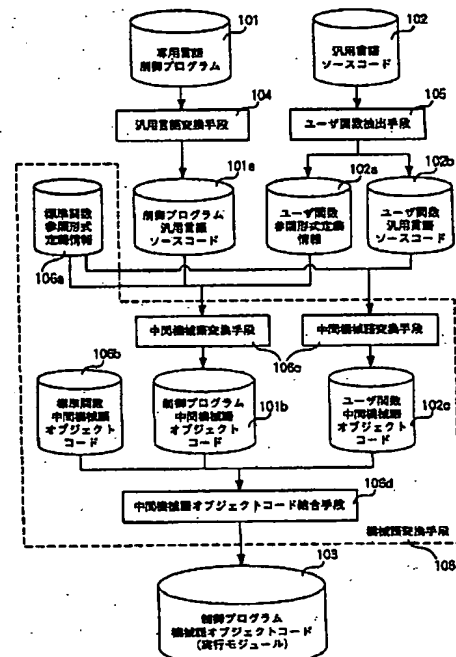 101
専用言語
制御プログラム
102
汎用言語
ソースコード
104
汎用言語変換手段
105
ユーザ関数抽出手段
標準関数
参照形式
定義情報
106a
101a
制御プログラム
汎用言語
ソースコード
102a
ユーザ関数
参照形式定義
情報
102b
ユーザ関数
汎用言語
ソースコード
中間機械語変換手段
中間機械語変換手段
106c
106b
標準関数
中間機械語
オブジェクト
コード
制御プログラム
中間機械語
オブジェクト
コード
101b
ユーザ関数
中間機械語
オブジェクト
コード
102c
106d
中間機械語オブジェクトコード結合手段
機械語変換手段
106
103
制御プログラム
機械語オブジェクトコード
(実行モジュール)